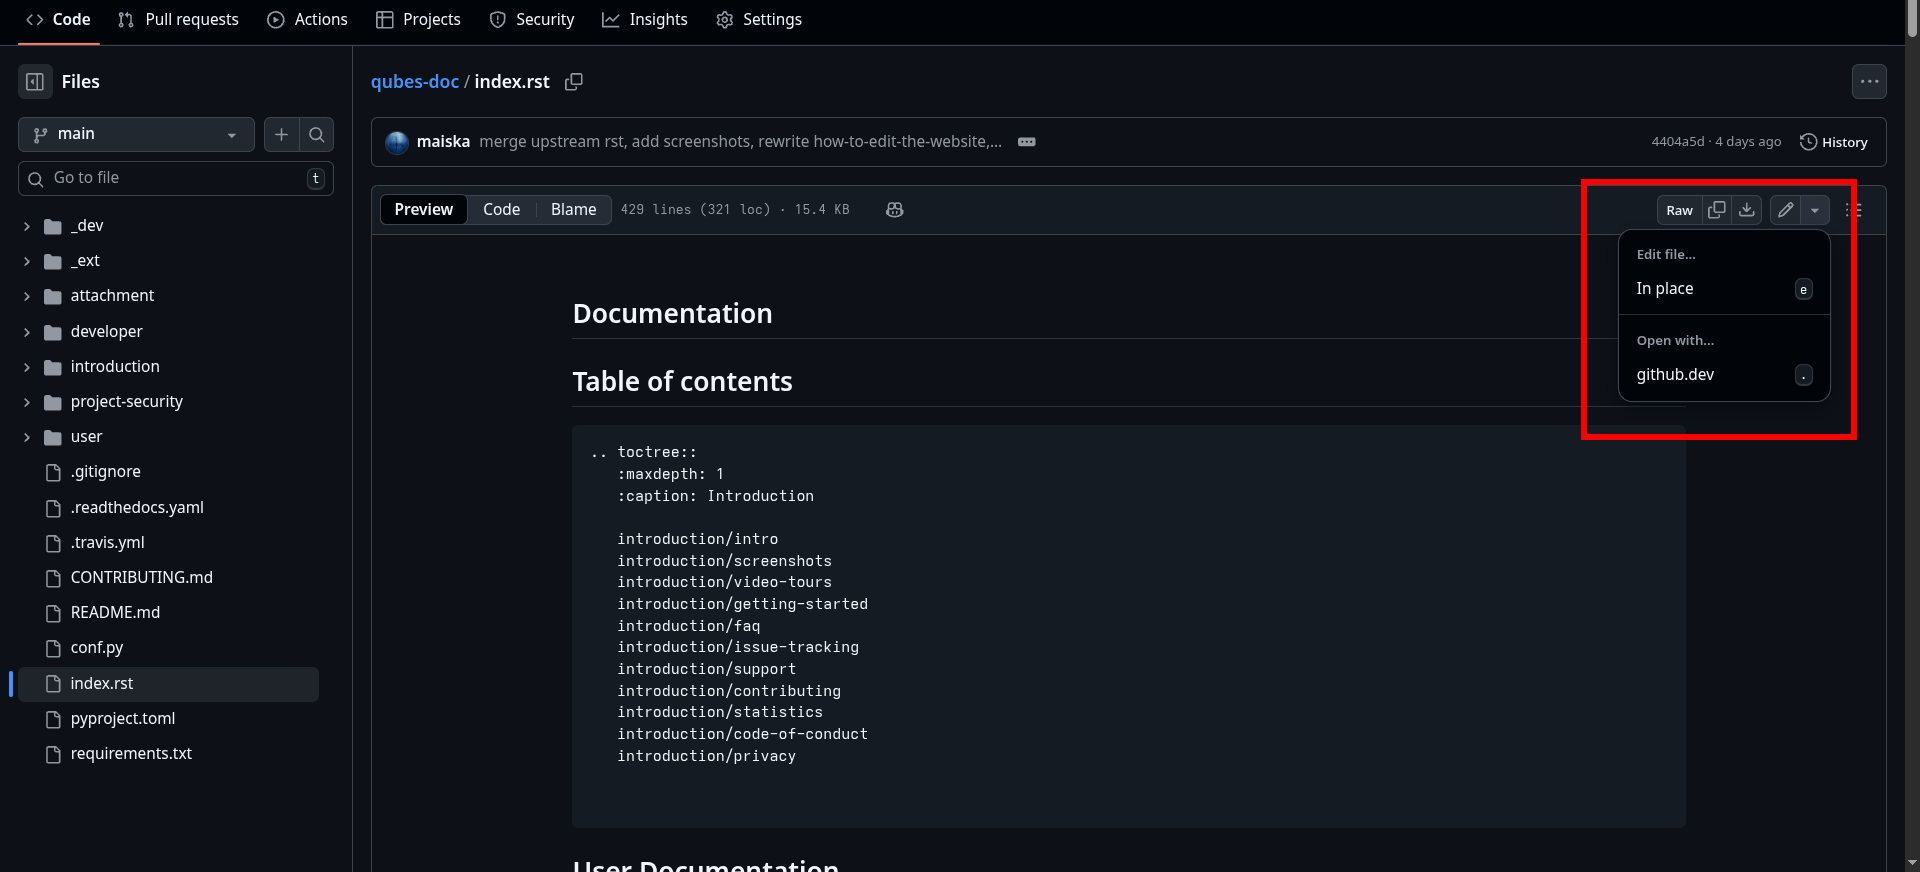 Code Pull requests Actions Projects Security Insights Settings
Files
main
Go to file t
_dev
_ext
attachment
developer
introduction
project-security
user
.gitignore
.readthedocs.yaml
.travis.yml
CONTRIBUTING.md
README.md
conf.py
index.rst
pyproject.toml
requirements.txt
qubes-doc / index.rst
maiska merge upstream rst, add screenshots, rewrite how-to-edit-the-website,... 4404a5d · 4 days ago History
Preview Code Blame 429 lines (321 loc) · 15.4 KB Raw
Edit file...
In place e
Open with...
github.dev .
Documentation
Table of contents
.. toctree::
:maxdepth: 1
:caption: Introduction
introduction/intro
introduction/screenshots
introduction/video-tours
introduction/getting-started
introduction/faq
introduction/issue-tracking
introduction/support
introduction/contributing
introduction/statistics
introduction/code-of-conduct
introduction/privacy
User Documentation